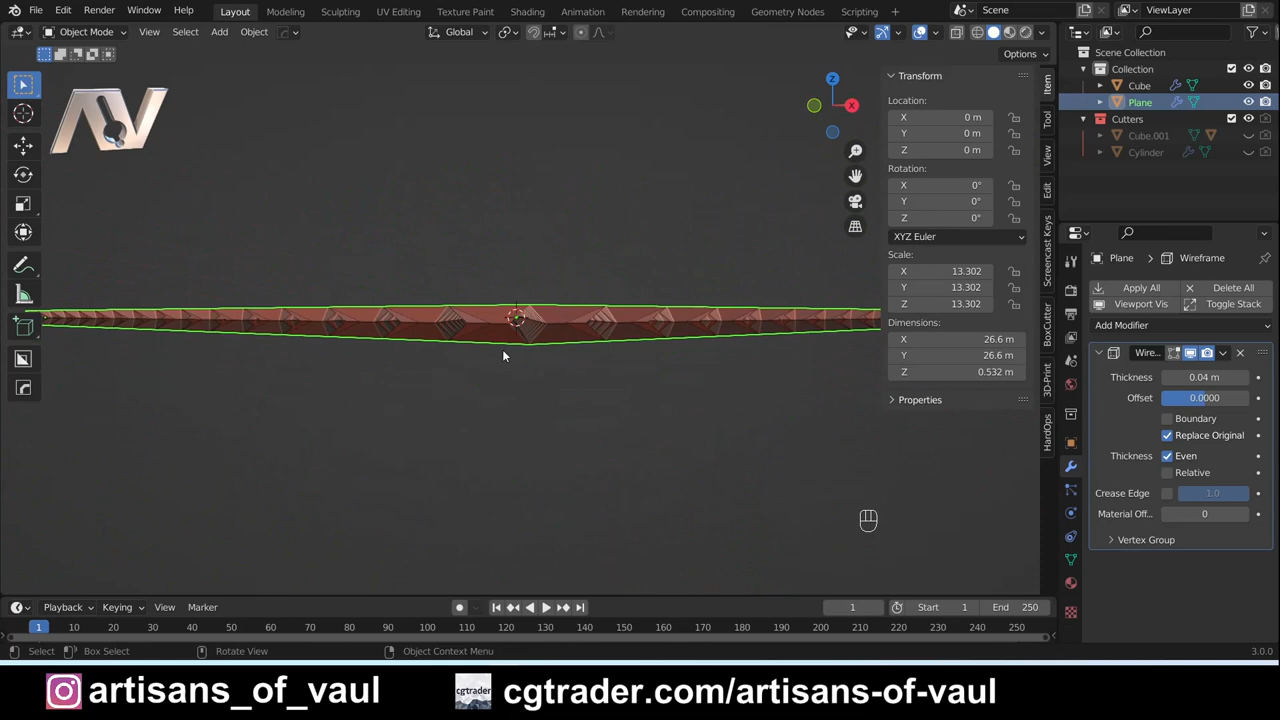 File Edit Render Window Help Layout Modeling Sculpting UV Editing Texture Paint Shading Animation Rendering Compositing Geometry Nodes Scripting + Scene ViewLayer
Object Mode View Select Add Object Global
Options
AV
Transform
Location:
X 0 m
Y 0 m
Z 0 m
Rotation:
X 0°
Y 0°
Z 0°
XYZ Euler
Scale:
X 13.302
Y 13.302
Z 13.302
Dimensions:
X 26.6 m
Y 26.6 m
Z 0.532 m
Properties
Item
Tool
View
Edit
Screencast Keys
BoxCutter
3D-Print
HardOps
Z
X
Scene Collection
Collection
Cube
Plane
Cutters
Cube.001
Cylinder
Plane > Wireframe
Apply All Delete All
Viewport Vis Toggle Stack
Add Modifier
Wire...
Thickness 0.04 m
Offset 0.0000
Boundary
Replace Original
Thickness Even
Relative
Crease Edge 1.0
Material Off... 0
Vertex Group
Playback Keying View Marker 1 Start 1 End 250
1 10 20 30 40 50 60 70 80 90 100 110 120 130 140 150 160 170 180 190 200 210 220 230 240 250
Select Box Select Rotate View Object Context Menu 3.0.0
artisans_of_vaul cgtrader cgtrader.com/artisans-of-vaul